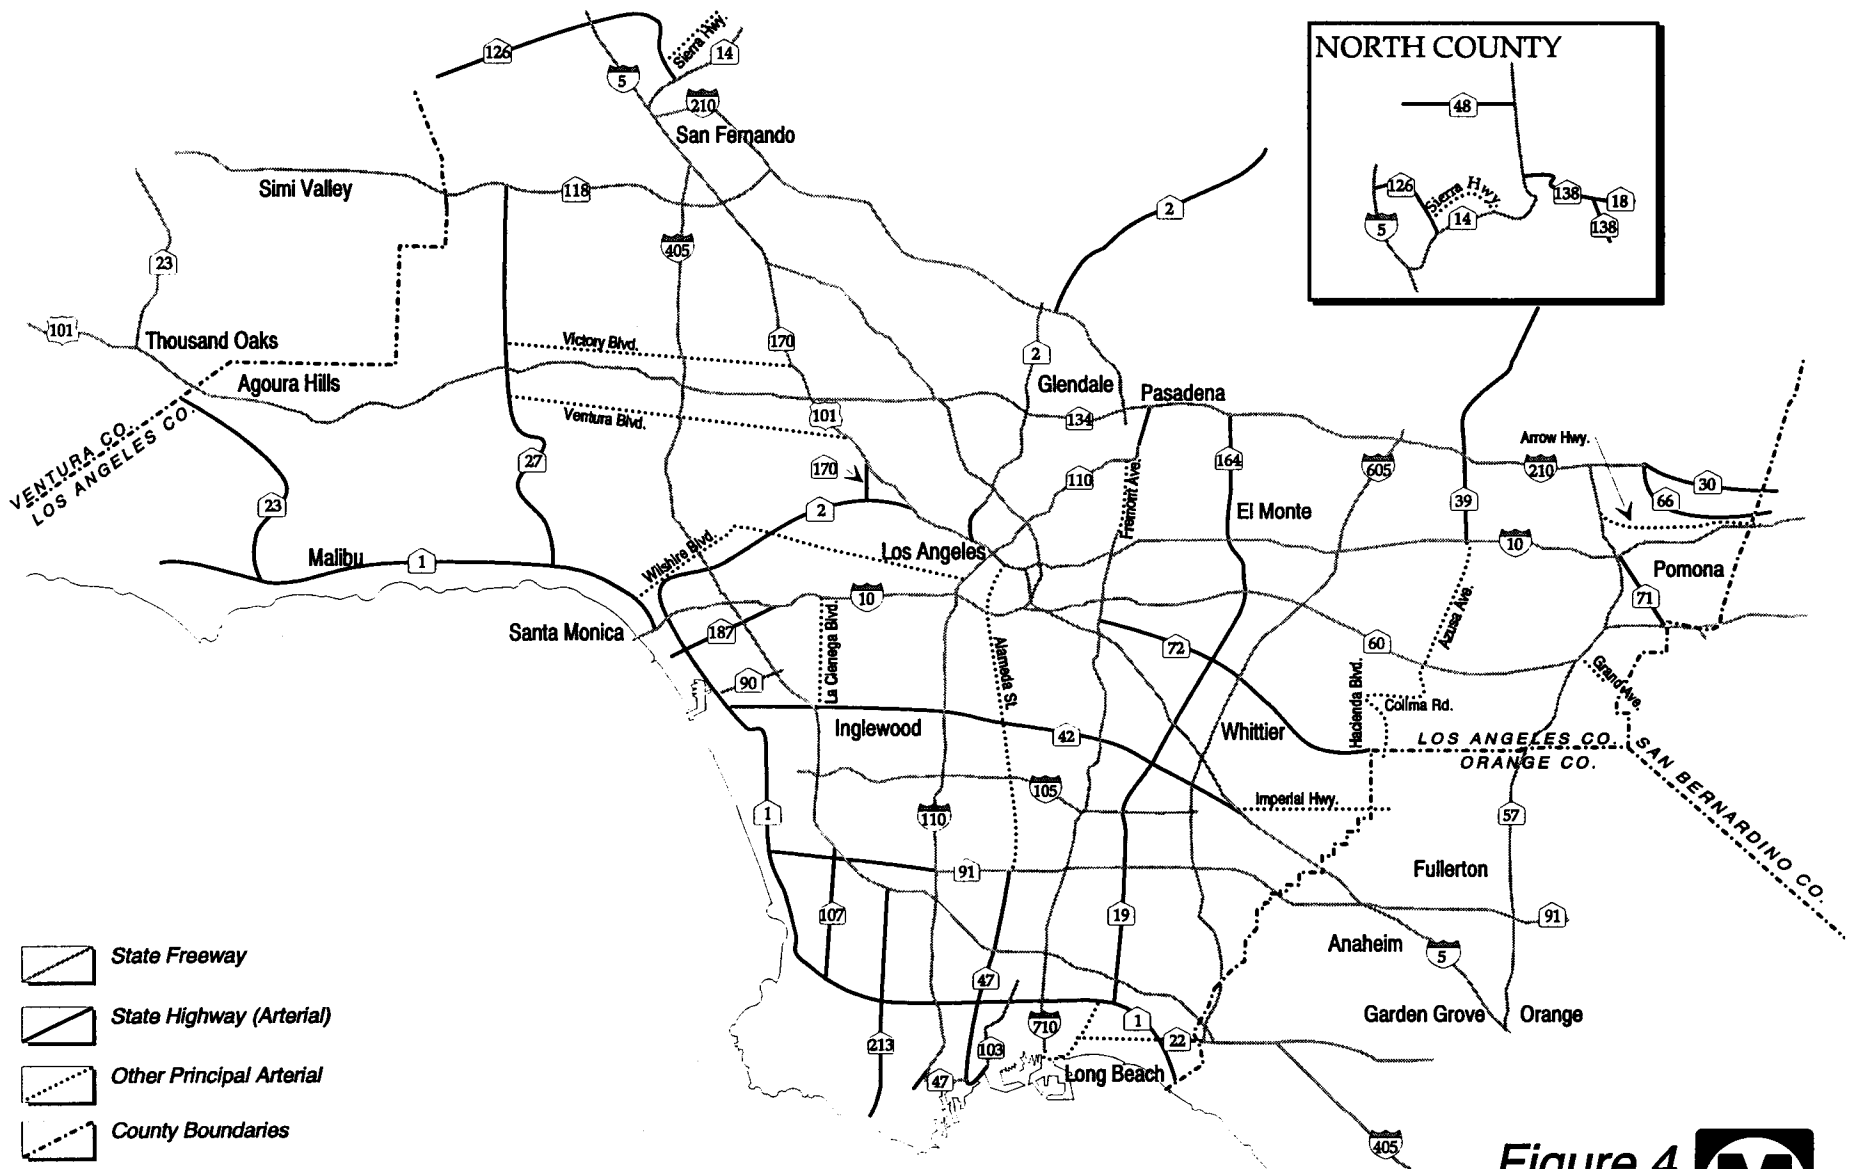 126
5
Sierra Hwy.
14
210
San Fernando
NORTH COUNTY
48
126
Sierra Hwy.
14
5
138
18
138
Simi Valley
118
405
2
23
101
Thousand Oaks
Agoura Hills
VENTURA CO.
LOS ANGELES CO.
Victory Blvd.
170
2
Glendale
Pasadena
Ventura Blvd.
101
134
170
110
Fremont Ave.
164
605
Arrow Hwy.
210
30
66
39
El Monte
27
23
2
Malibu
1
Wilshire Blvd.
Los Angeles
10
Pomona
71
Santa Monica
10
187
90
La Cienega Blvd.
Alameda St.
72
60
Azusa Ave.
Hacienda Blvd.
Colima Rd.
Grand Ave.
Inglewood
42
Whittier
LOS ANGELES CO.
ORANGE CO.
SAN BERNARDINO CO.
105
110
Imperial Hwy.
57
1
91
Fullerton
107
19
91
Anaheim
5
47
Garden Grove
Orange
213
103
710
1
22
47
Long Beach
405
State Freeway
State Highway (Arterial)
Other Principal Arterial
County Boundaries
Figure 4